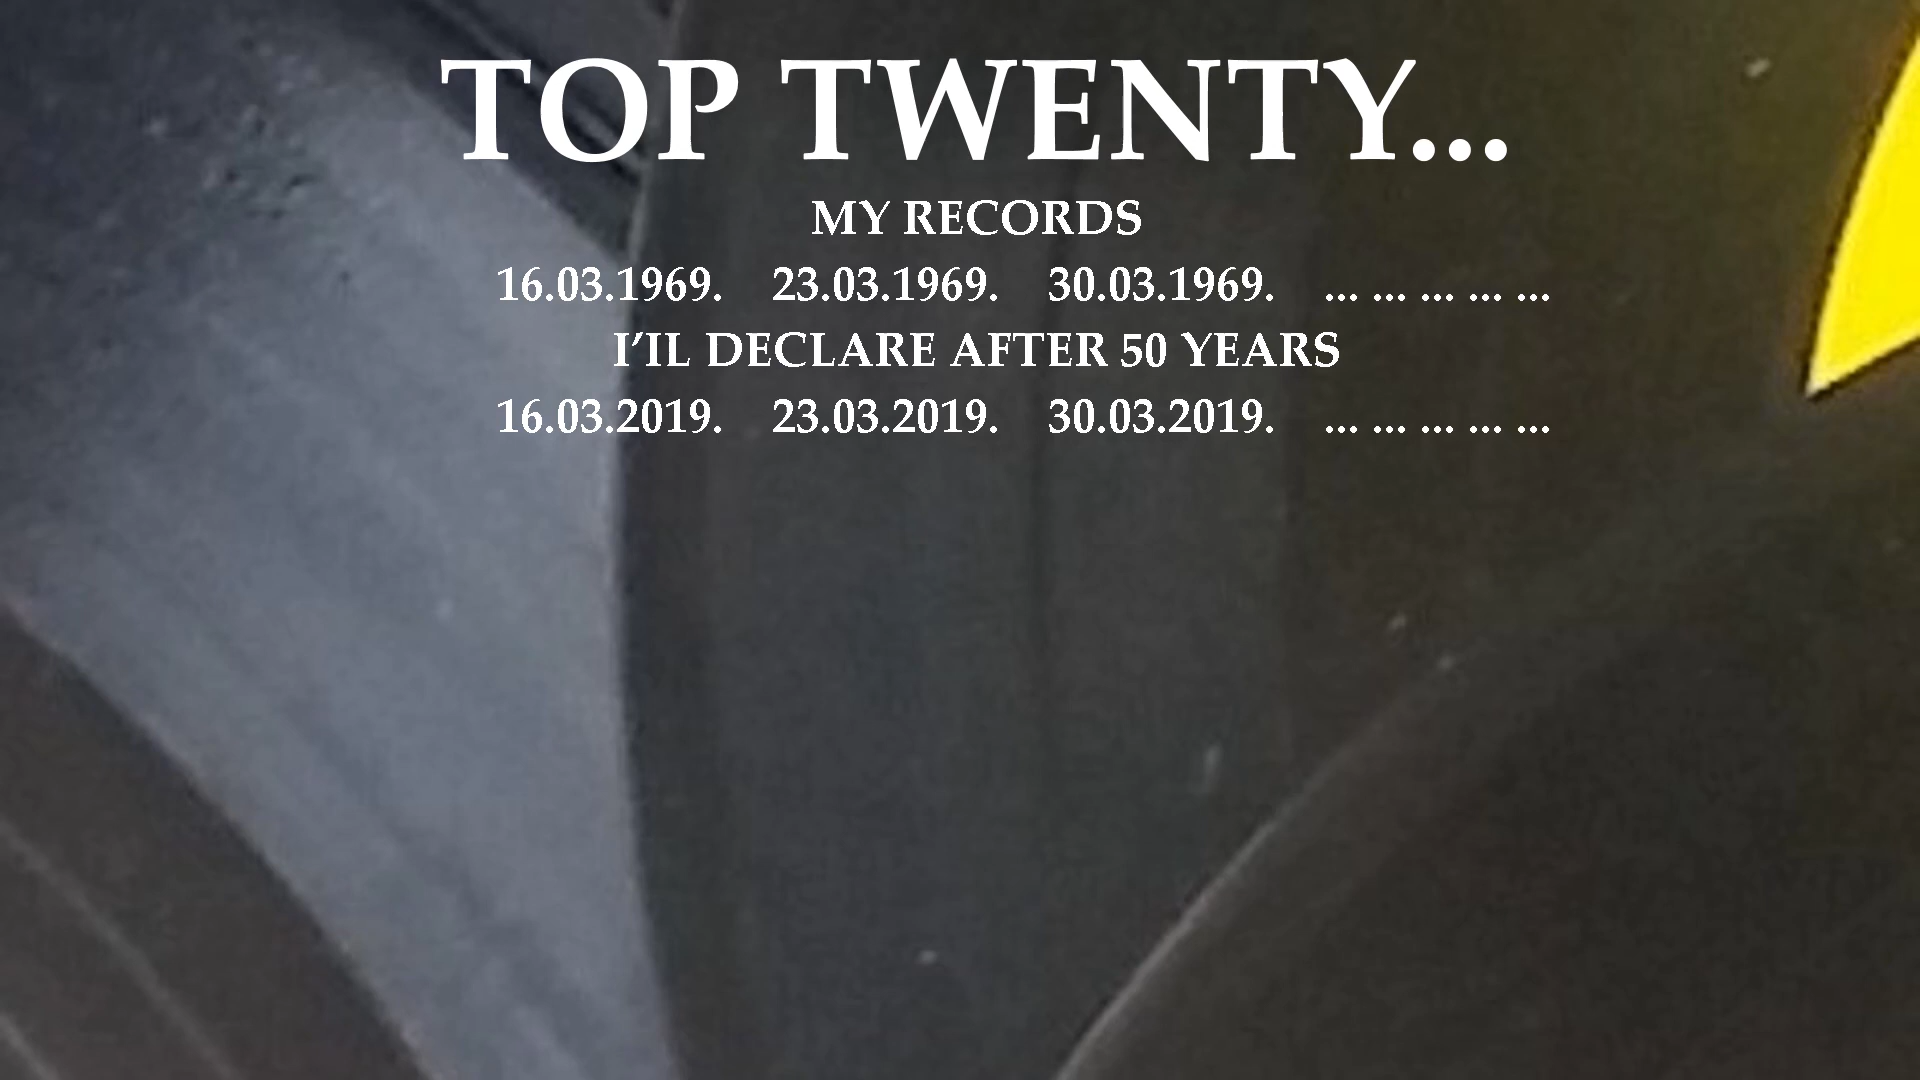 TOP TWENTY...
MY RECORDS
16.03.1969. 23.03.1969. 30.03.1969. ... ... ... ... ...
I’IL DECLARE AFTER 50 YEARS
16.03.2019. 23.03.2019. 30.03.2019. ... ... ... ... ...